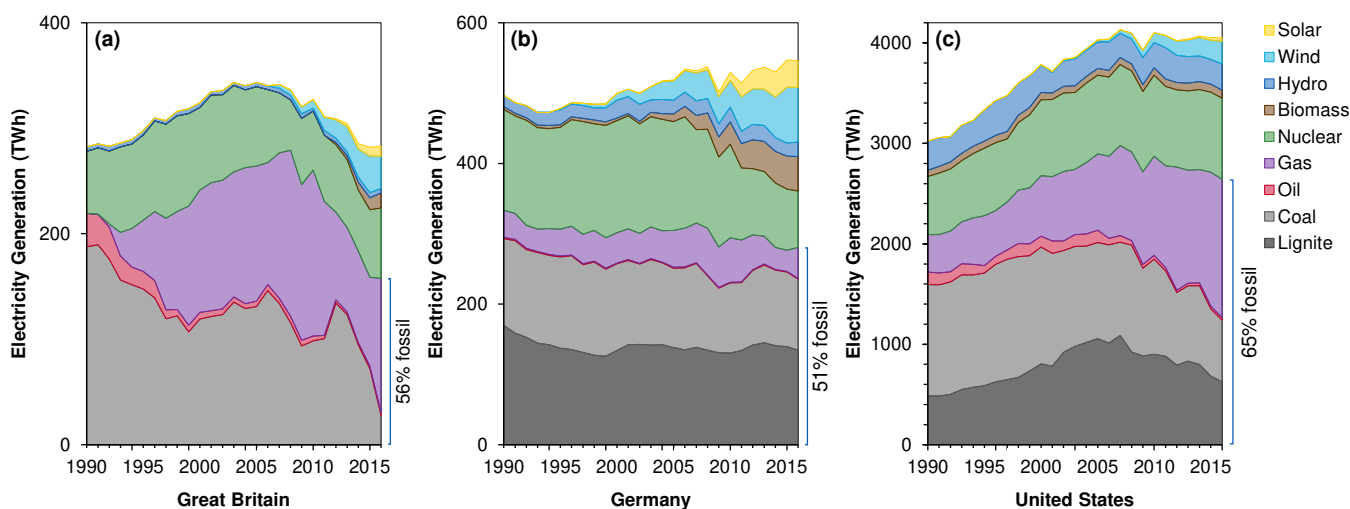 400
200
0
Electricity Generation (TWh)
(a)
56% fossil
1990 1995 2000 2005 2010 2015
Great Britain
600
400
200
0
Electricity Generation (TWh)
(b)
51% fossil
1990 1995 2000 2005 2010 2015
Germany
4000
3000
2000
1000
0
Electricity Generation (TWh)
(c)
65% fossil
1990 1995 2000 2005 2010 2015
United States
Solar
Wind
Hydro
Biomass
Nuclear
Gas
Oil
Coal
Lignite